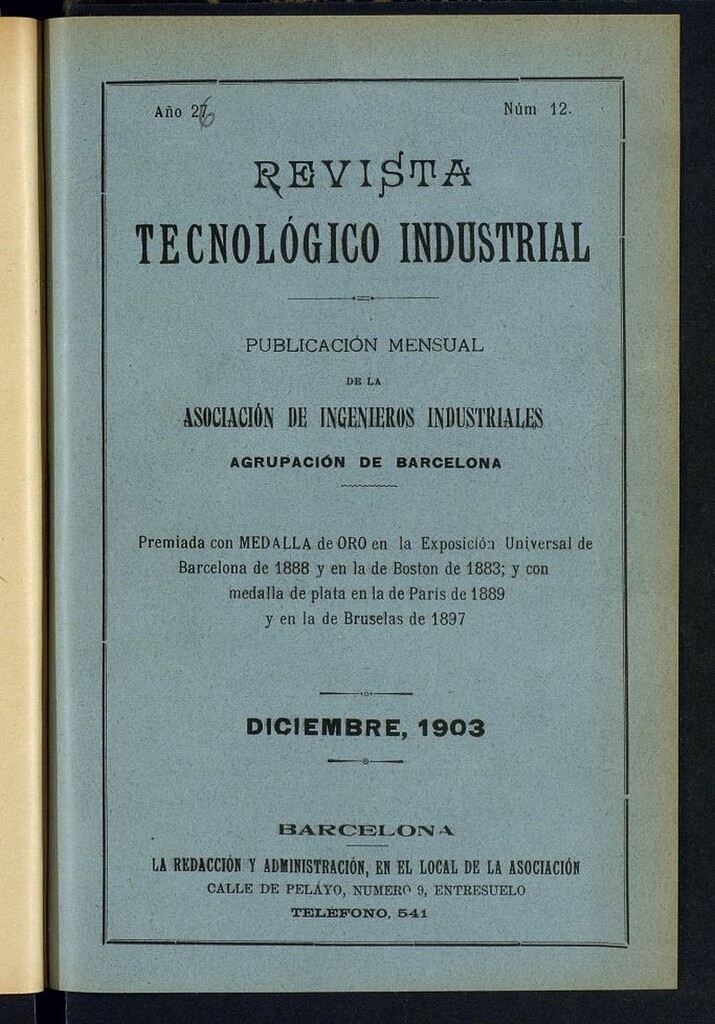 Año 26
Núm 12.
REVISTA
TECNOLÓGICO INDUSTRIAL
PUBLICACIÓN MENSUAL
DE LA
ASOCIACIÓN DE INGENIEROS INDUSTRIALES
AGRUPACIÓN DE BARCELONA
Premiada con MEDALLA de ORO en la Exposición Universal de
Barcelona de 1888 y en la de Boston de 1883; y con
medalla de plata en la de París de 1889
y en la de Bruselas de 1897
DICIEMBRE, 1903
BARCELONA
LA REDACCIÓN Y ADMINISTRACIÓN, EN EL LOCAL DE LA ASOCIACIÓN
CALLE DE PELAYO, NUMERO 9, ENTRESUELO
TELÉFONO, 541